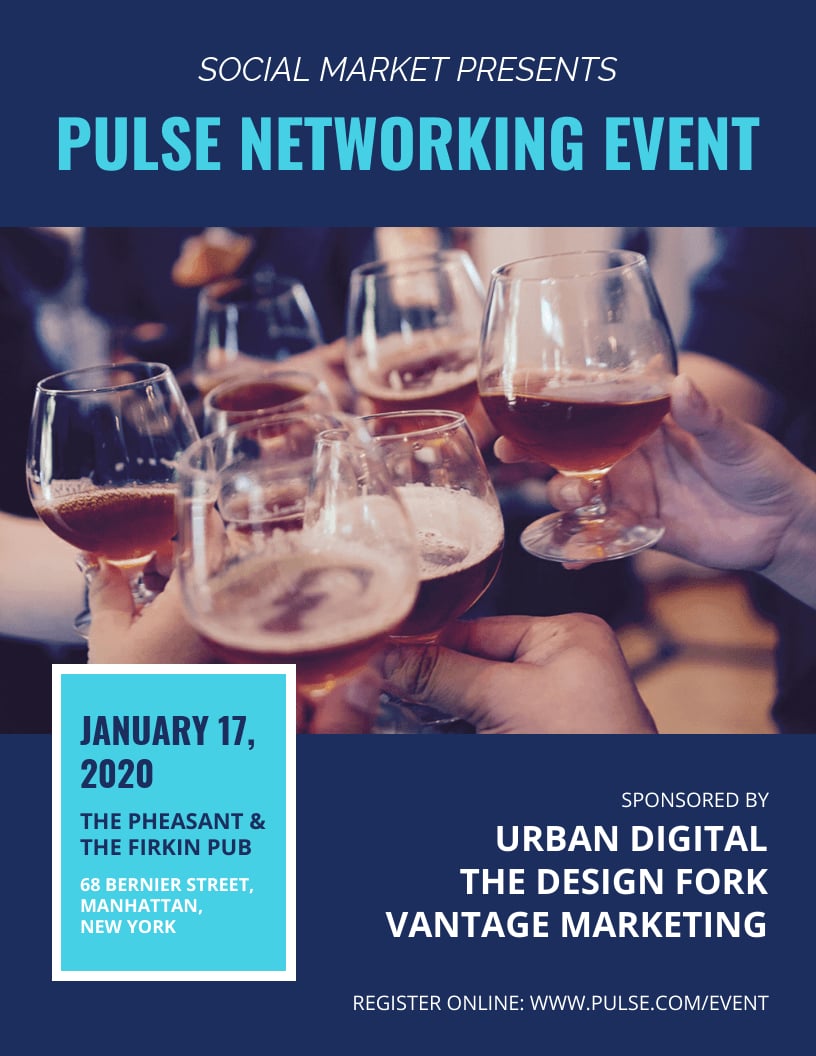 SOCIAL MARKET PRESENTS
PULSE NETWORKING EVENT
JANUARY 17,
2020
THE PHEASANT &
THE FIRKIN PUB
68 BERNIER STREET,
MANHATTAN,
NEW YORK
SPONSORED BY
URBAN DIGITAL
THE DESIGN FORK
VANTAGE MARKETING
REGISTER ONLINE: WWW.PULSE.COM/EVENT